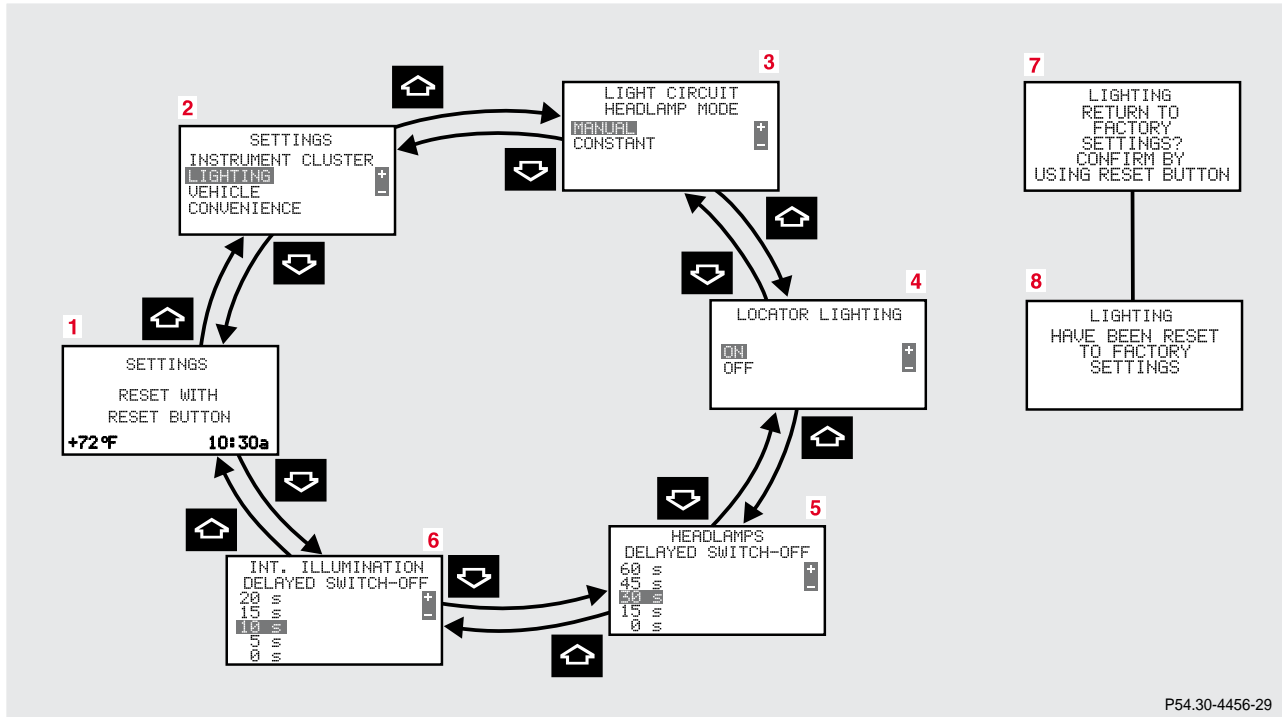 1
SETTINGS
RESET WITH
RESET BUTTON
+72°F 10:30a
2
SETTINGS
INSTRUMENT CLUSTER
LIGHTING +
VEHICLE −
CONVENIENCE
3
LIGHT CIRCUIT
HEADLAMP MODE
MANUAL +
CONSTANT −
4
LOCATOR LIGHTING
ON +
OFF −
5
HEADLAMPS
DELAYED SWITCH-OFF
60 s +
45 s −
30 s
15 s
0 s
6
INT. ILLUMINATION
DELAYED SWITCH-OFF
20 s +
15 s −
10 s
5 s
0 s
7
LIGHTING
RETURN TO
FACTORY
SETTINGS?
CONFIRM BY
USING RESET BUTTON
8
LIGHTING
HAVE BEEN RESET
TO FACTORY
SETTINGS
P54.30-4456-29